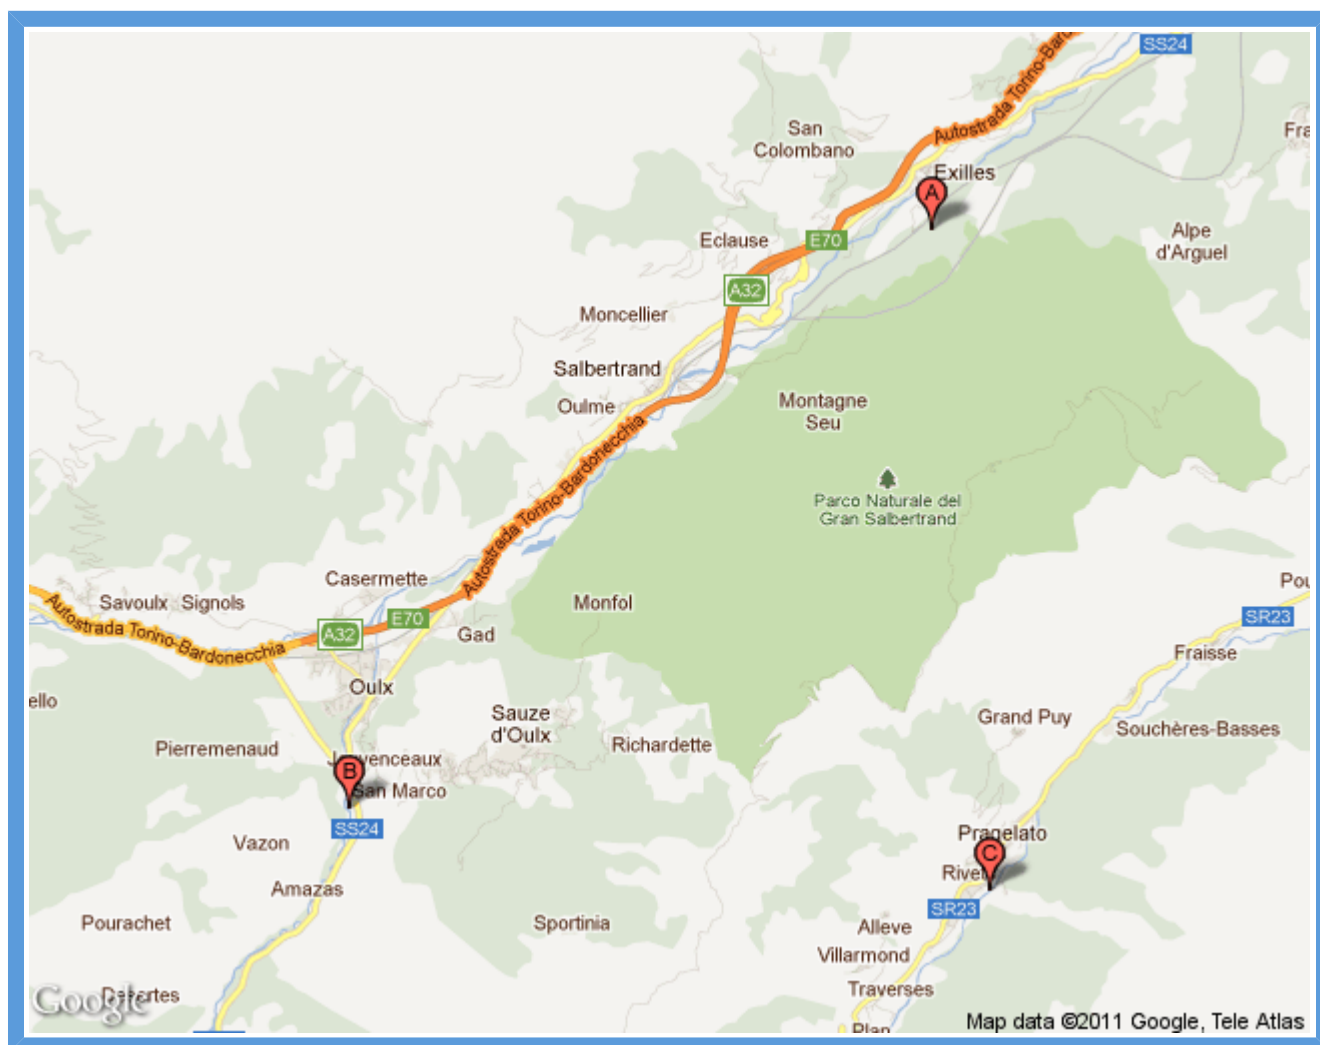 SS24
Autostrada Torino-Bard
San
Colombano
Fra
Exilles
A
Alpe
d'Arguel
Eclause
E70
A32
Moncellier
Salbertrand
Oulme
Montagne
Seu
Autostrada Torino-Bardonecchia
Parco Naturale del
Gran Salbertrand
Casermette
Savoulx
Signols
Monfol
Pou
SR23
E70
A32
Gad
Autostrada Torino-Bardonecchia
Fraisse
Oulx
ello
Sauze
d'Oulx
Grand Puy
Souchères-Basses
Pierremenaud
Richardette
Jouvenceaux
B
San Marco
SS24
Vazon
Pragelato
C
Rivet
Amazas
SR23
Pourachet
Sportinia
Alleve
Villarmond
Traverses
Google
Plan
Map data ©2011 Google, Tele Atlas